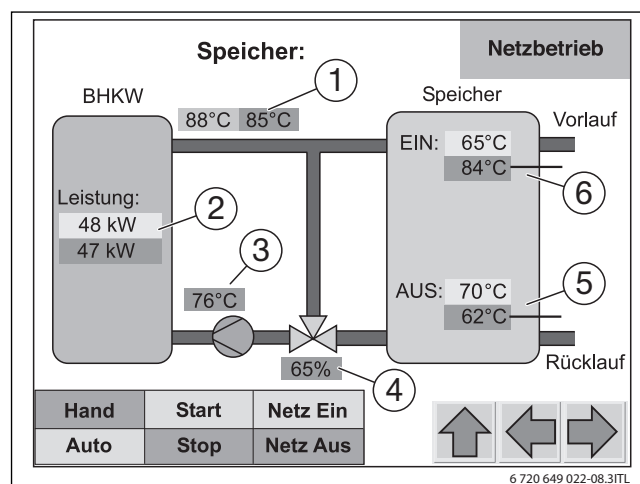 Speicher:
Netzbetrieb
1
BHKW
Speicher
88°C 85°C
Vorlauf
EIN: 65°C
84°C
6
Leistung:
2
48 kW
47 kW
3
76°C
AUS: 70°C
5
62°C
65%
4
Rücklauf
Hand Start Netz Ein
Auto Stop Netz Aus
6 720 649 022-08.3ITL